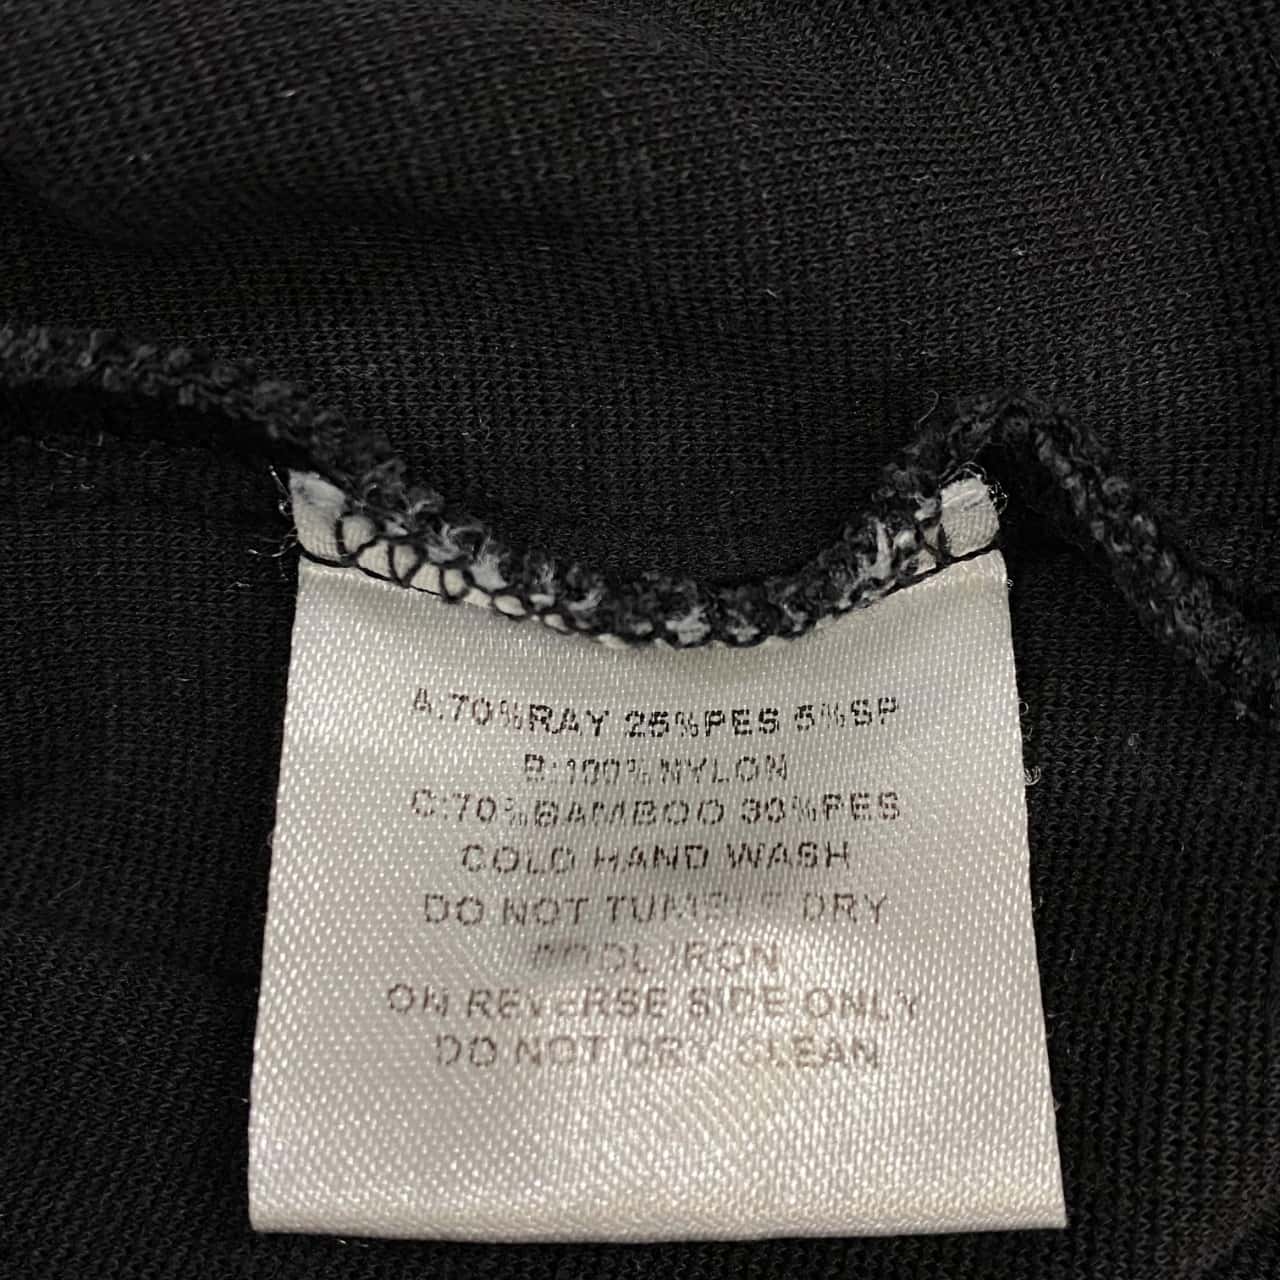 A:70%RAY 25%PES 5%SP
B:100%NYLON
C:70%BAMBOO 30%PES
COLD HAND WASH
DO NOT TUMBLE DRY
COOL IRON
ON REVERSE SIDE ONLY
DO NOT DRY CLEAN